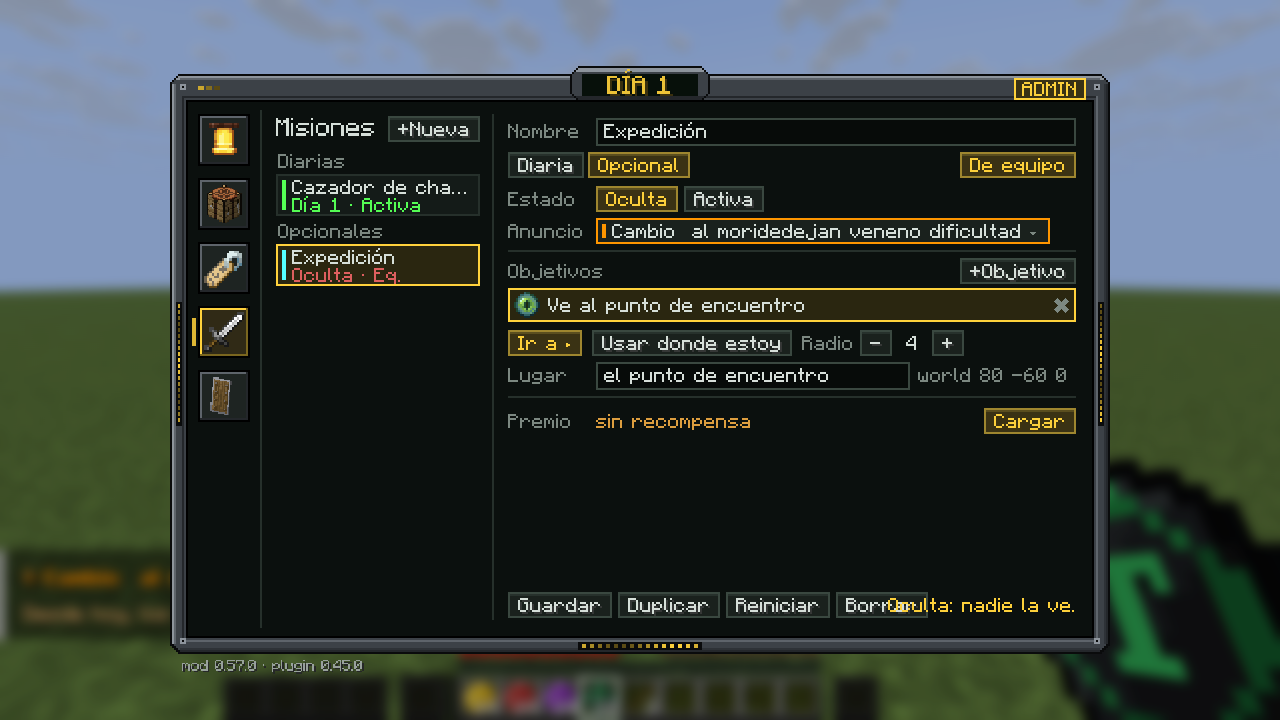 DÍA 1
ADMIN
Misiones
+Nueva
Diarias
Cazador de cha...
Día 1 · Activa
Opcionales
Expedición
Oculta · Eq.
Nombre
Expedición
Diaria
Opcional
De equipo
Estado
Oculta
Activa
Anuncio
Cambio  al moridedejan veneno dificultad
Objetivos
+Objetivo
Ve al punto de encuentro
Ir a
Usar donde estoy
Radio
−
4
+
Lugar
el punto de encuentro
world 80 -60 0
Premio
sin recompensa
Cargar
Guardar
Duplicar
Reiniciar
Borrar
Oculta: nadie la ve.
mod 0.57.0 · plugin 0.45.0